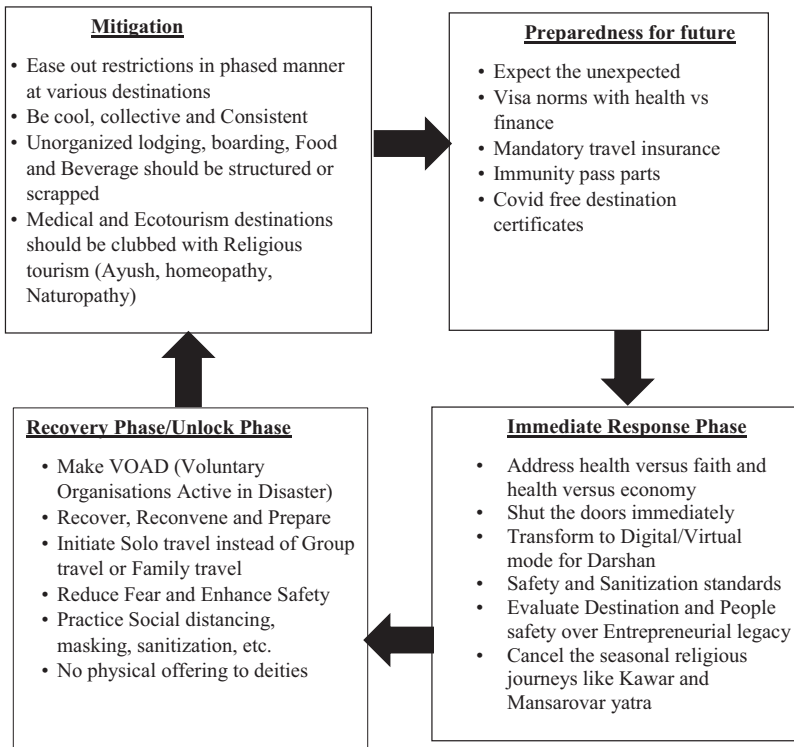 Mitigation
• Ease out restrictions in phased manner
at various destinations
• Be cool, collective and Consistent
• Unorganized lodging, boarding, Food
and Beverage should be structured or
scrapped
• Medical and Ecotourism destinations
should be clubbed with Religious
tourism (Ayush, homeopathy,
Naturopathy)
Preparedness for future
• Expect the unexpected
• Visa norms with health vs
finance
• Mandatory travel insurance
• Immunity pass parts
• Covid free destination
certificates
Recovery Phase/Unlock Phase
• Make VOAD (Voluntary
Organisations Active in Disaster)
• Recover, Reconvene and Prepare
• Initiate Solo travel instead of Group
travel or Family travel
• Reduce Fear and Enhance Safety
• Practice Social distancing,
masking, sanitization, etc.
• No physical offering to deities
Immediate Response Phase
• Address health versus faith and
health versus economy
• Shut the doors immediately
• Transform to Digital/Virtual
mode for Darshan
• Safety and Sanitization standards
• Evaluate Destination and People
safety over Entrepreneurial legacy
• Cancel the seasonal religious
journeys like Kawar and
Mansarovar yatra